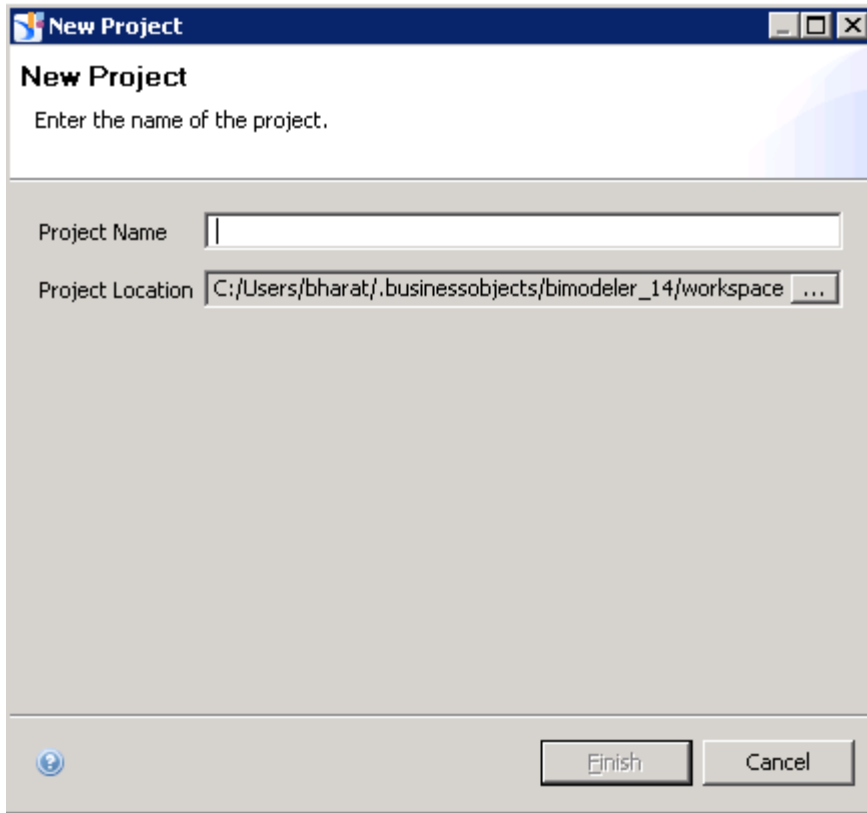 New Project
New Project
Enter the name of the project.
Project Name
Project Location C:/Users/bharat/.businessobjects/bimodeler_14/workspace ...
Finish Cancel